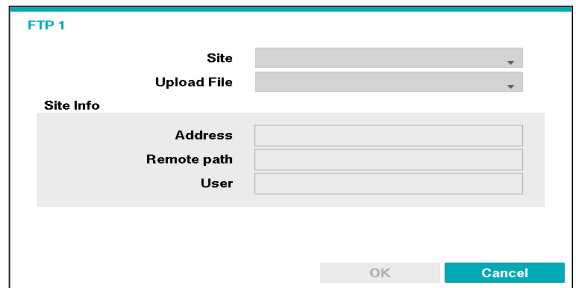 FTP 1
Site
Upload File
Site Info
Address
Remote path
User
OK Cancel